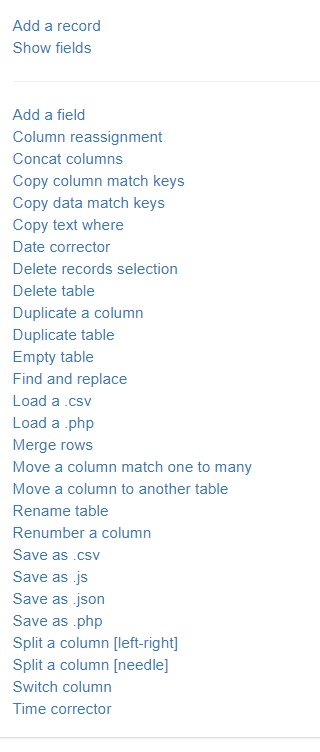 Add a record
Show fields
Add a field
Column reassignment
Concat columns
Copy column match keys
Copy data match keys
Copy text where
Date corrector
Delete records selection
Delete table
Duplicate a column
Duplicate table
Empty table
Find and replace
Load a .csv
Load a .php
Merge rows
Move a column match one to many
Move a column to another table
Rename table
Renumber a column
Save as .csv
Save as .js
Save as .json
Save as .php
Split a column [left-right]
Split a column [needle]
Switch column
Time corrector